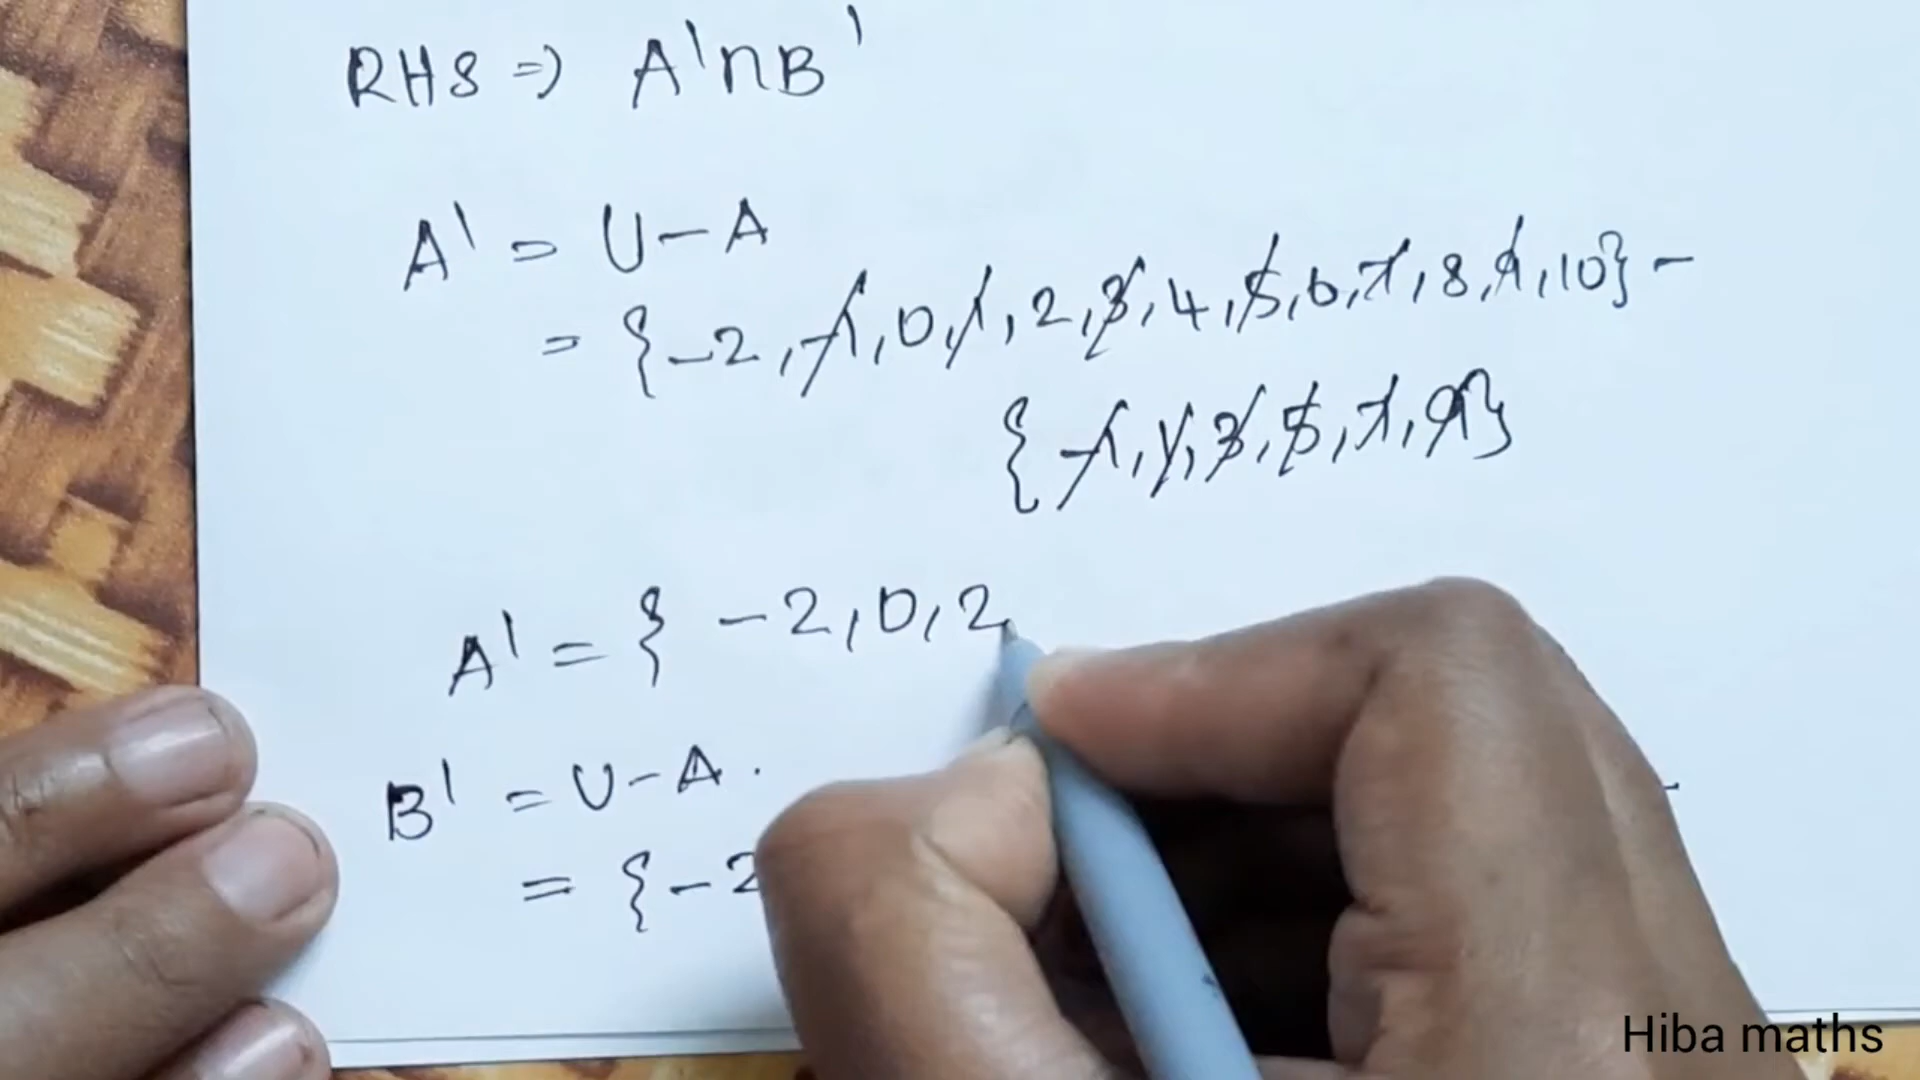 RHS ⇒ A'∩B'
A' = U-A
= {-2, -1, 0, 1, 2, 3, 4, 5, 6, 7, 8, 9, 10} -
{-1, 1, 3, 5, 7, 9}
A' = { -2, 0, 2
B' = U-A.
= {-2
Hiba maths